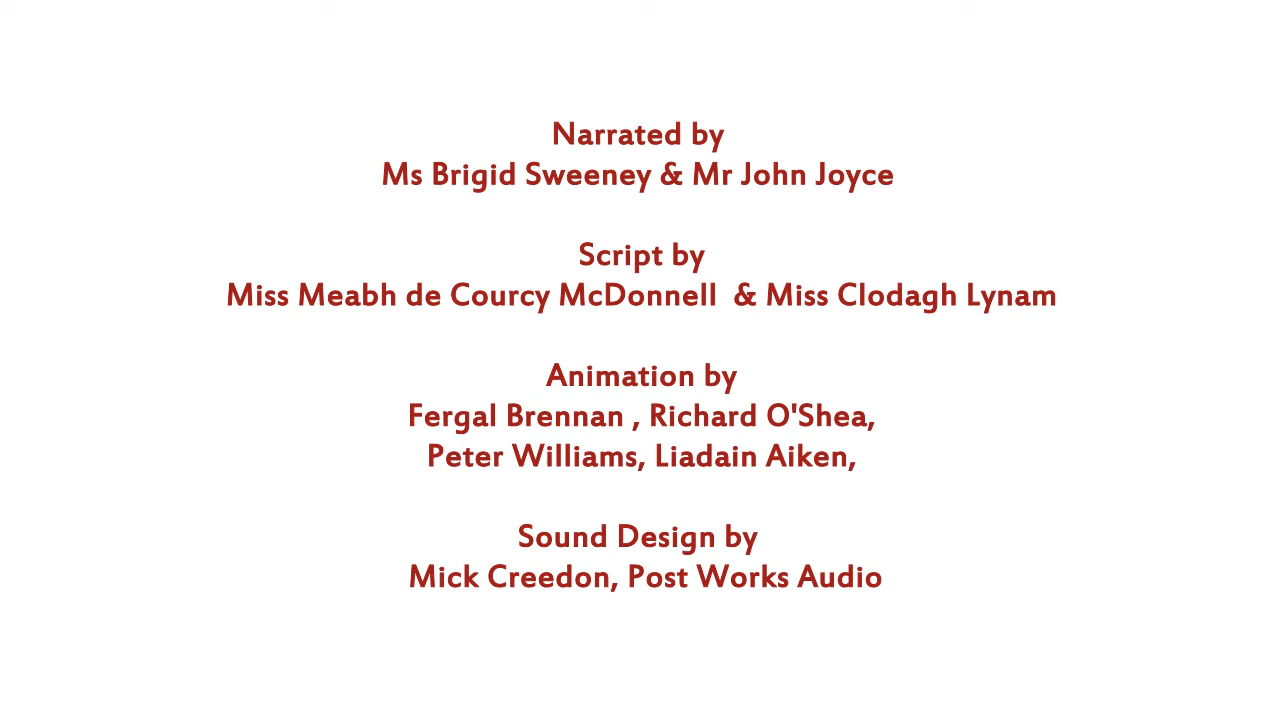 Narrated by
Ms Brigid Sweeney & Mr John Joyce
Script by
Miss Meabh de Courcy McDonnell  & Miss Clodagh Lynam
Animation by
Fergal Brennan , Richard O'Shea,
Peter Williams, Liadain Aiken,
Sound Design by
Mick Creedon, Post Works Audio